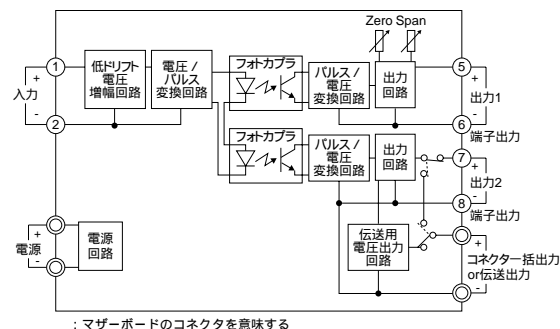 Zero Span
1
+
入力
-
2
低ドリフト
電圧
増幅回路
電圧 /
パルス
変換回路
フォトカプラ
パルス /
電圧
変換回路
出力
回路
5
+
出力1
-
6
端子出力
フォトカプラ
パルス /
電圧
変換回路
出力
回路
7
+
出力2
-
8
端子出力
+
電源
-
電源
回路
伝送用
電圧出力
回路
+
コネクタ一括出力
or伝送出力
-
: マザーボードのコネクタを意味する